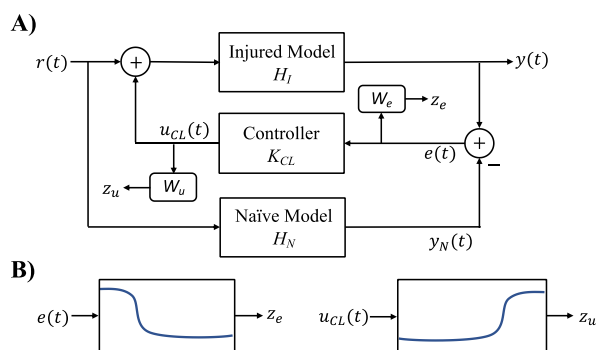 A)
r(t)
+
Injured Model
H_I
y(t)
W_e
z_e
u_CL(t)
Controller
K_CL
e(t)
+
−
z_u
W_u
Naïve Model
H_N
y_N(t)
B)
e(t)
z_e
u_CL(t)
z_u